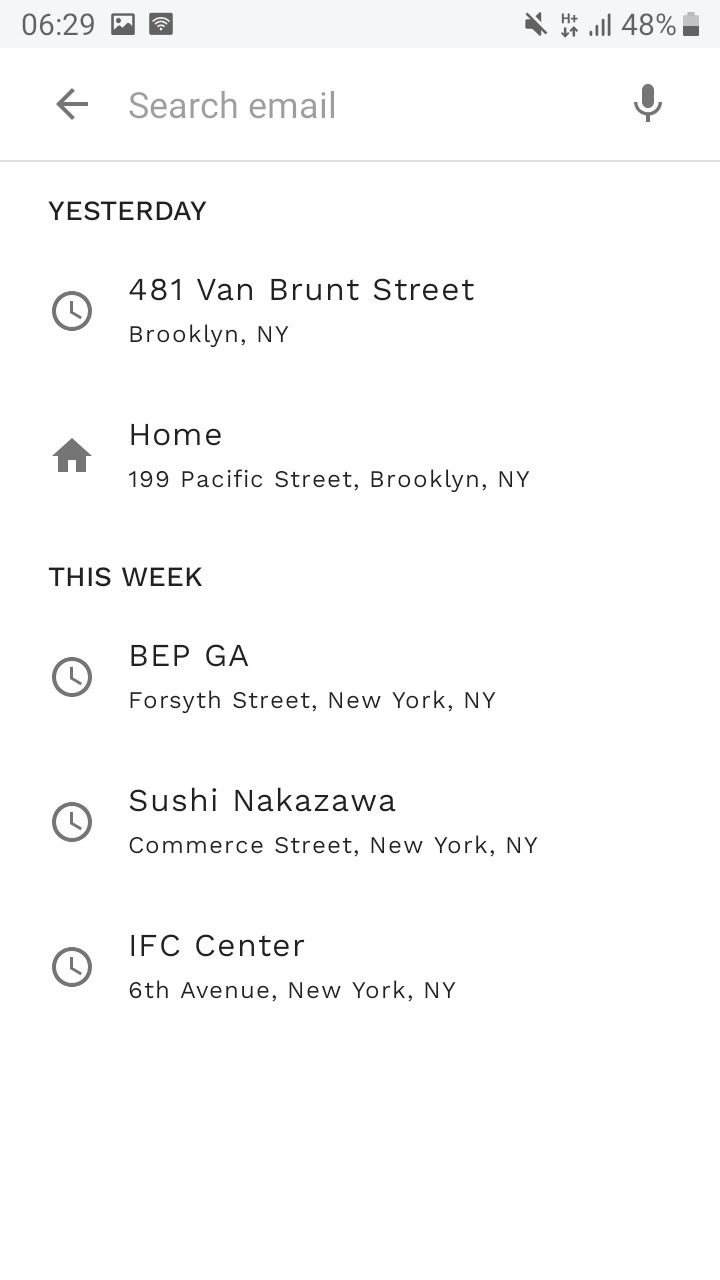 06:29
H+
48%
Search email
YESTERDAY
481 Van Brunt Street
Brooklyn, NY
Home
199 Pacific Street, Brooklyn, NY
THIS WEEK
BEP GA
Forsyth Street, New York, NY
Sushi Nakazawa
Commerce Street, New York, NY
IFC Center
6th Avenue, New York, NY